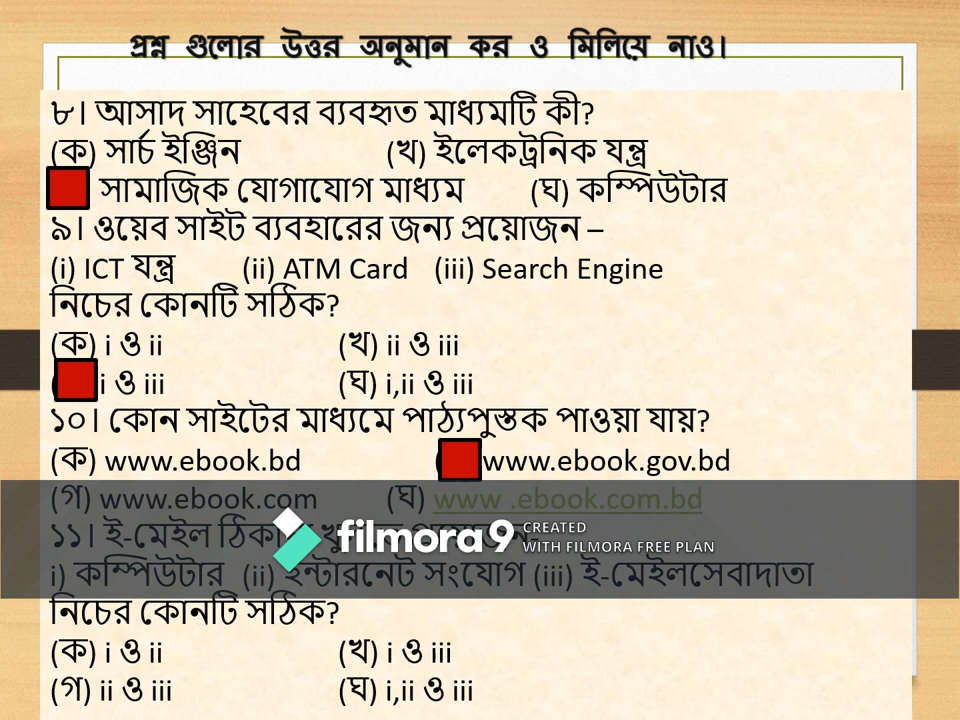 প্রশ্ন গুলোর উত্তর অনুমান কর ও মিলিয়ে নাও।
৮। আসাদ সাহেবের ব্যবহৃত মাধ্যমটি কী?
(ক) সার্চ ইঞ্জিন (খ) ইলেকট্রনিক যন্ত্র
সামাজিক যোগাযোগ মাধ্যম (ঘ) কম্পিউটার
৯। ওয়েব সাইট ব্যবহারের জন্য প্রয়োজন –
(i) ICT যন্ত্র (ii) ATM Card (iii) Search Engine
নিচের কোনটি সঠিক?
(ক) i ও ii (খ) ii ও iii
i ও iii (ঘ) i,ii ও iii
১০। কোন সাইটের মাধ্যমে পাঠ্যপুস্তক পাওয়া যায়?
(ক) www.ebook.bd www.ebook.gov.bd
(গ) www.ebook.com (ঘ) www .ebook.com.bd
১১। ই-মেইল
filmora 9 CREATED
WITH FILMORA FREE PLAN
i) কম্পিউটার (ii) ইন্টারনেট সংযোগ (iii) ই-মেইলসেবাদাতা
নিচের কোনটি সঠিক?
(ক) i ও ii (খ) i ও iii
(গ) ii ও iii (ঘ) i,ii ও iii